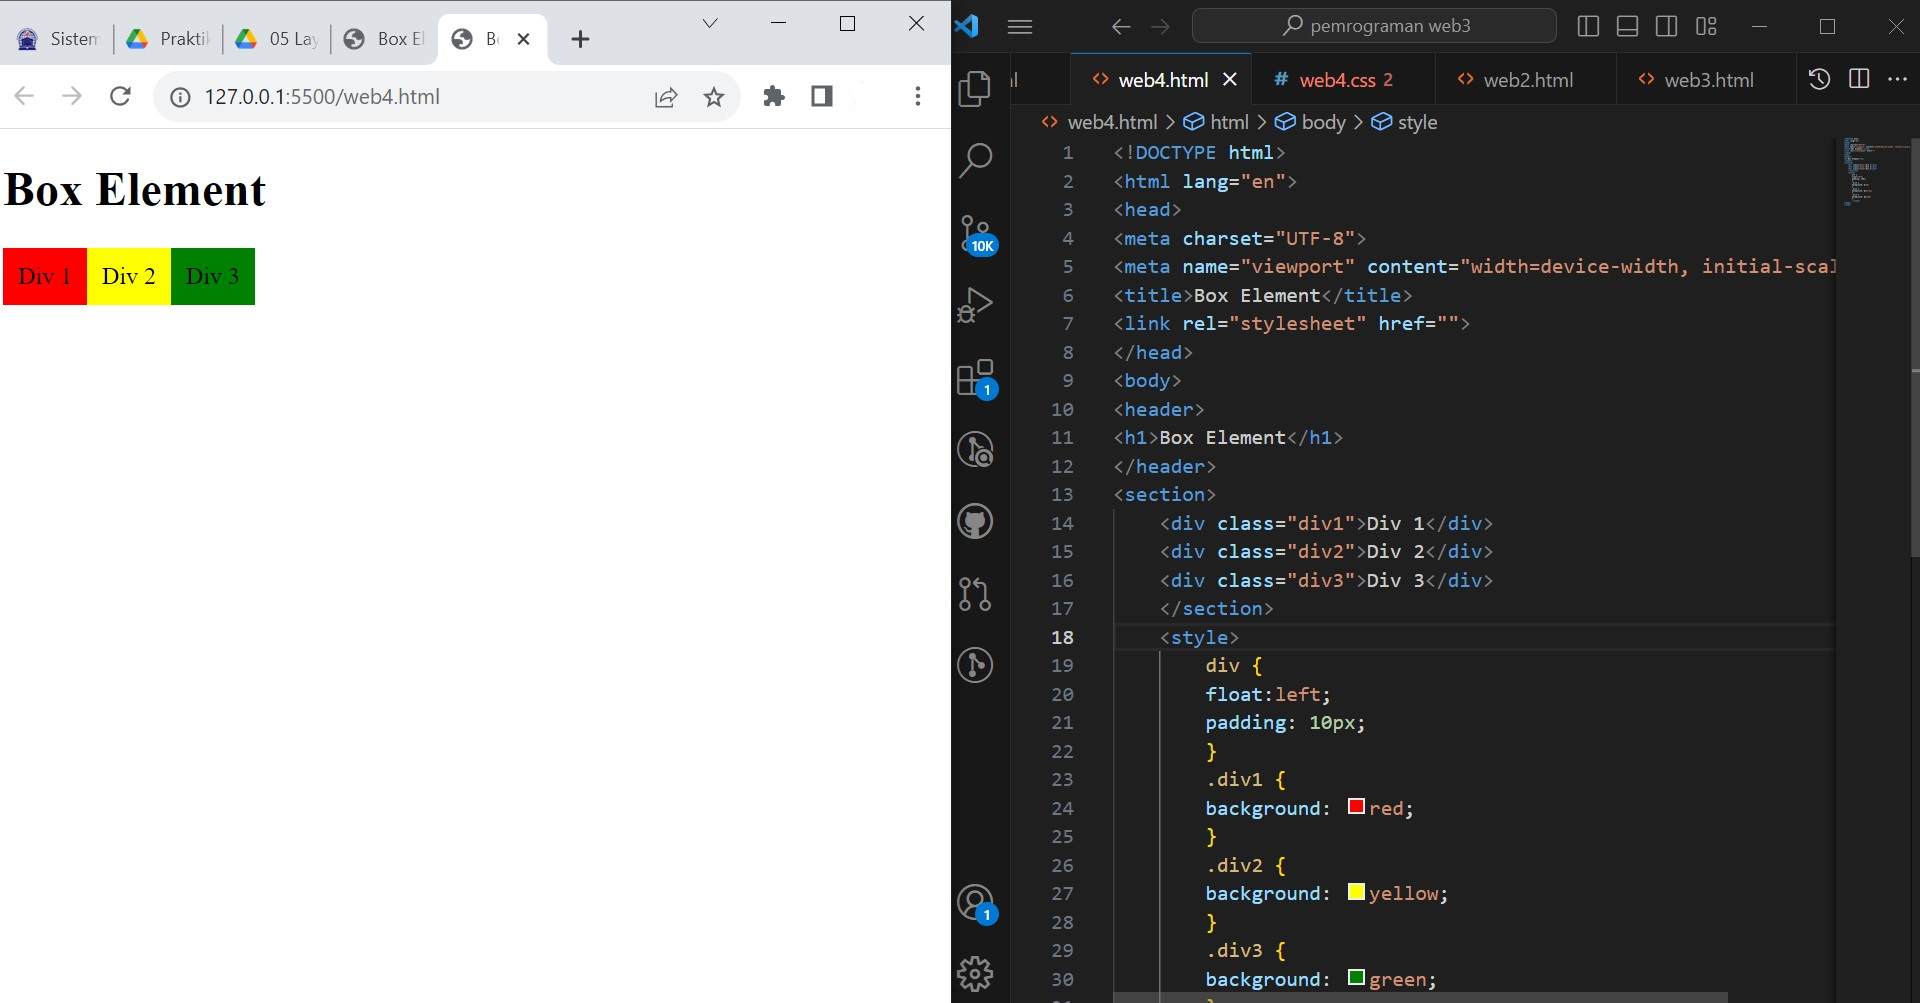 Sistem
Praktik
05 Lay
Box El
Bo
127.0.0.1:5500/web4.html
Box Element
Div 1
Div 2
Div 3
pemrograman web3
web4.html
# web4.css 2
web2.html
web3.html
web4.html > html > body > style
10K
1
1
1 <!DOCTYPE html>
2 <html lang="en">
3 <head>
4 <meta charset="UTF-8">
5 <meta name="viewport" content="width=device-width, initial-scal
6 <title>Box Element</title>
7 <link rel="stylesheet" href="">
8 </head>
9 <body>
10 <header>
11 <h1>Box Element</h1>
12 </header>
13 <section>
14 <div class="div1">Div 1</div>
15 <div class="div2">Div 2</div>
16 <div class="div3">Div 3</div>
17 </section>
18 <style>
19 div {
20 float:left;
21 padding: 10px;
22 }
23 .div1 {
24 background: red;
25 }
26 .div2 {
27 background: yellow;
28 }
29 .div3 {
30 background: green;